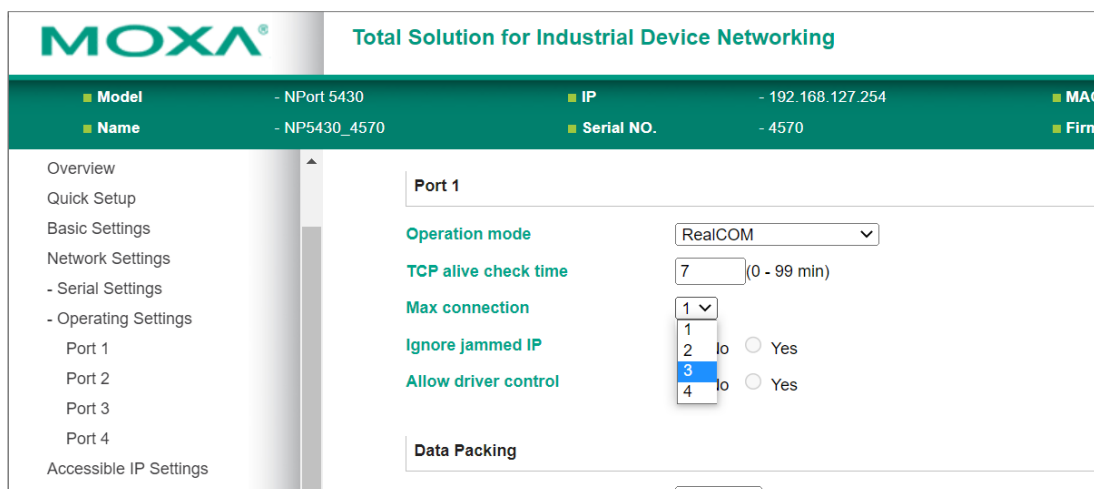 MOXA®
Total Solution for Industrial Device Networking
Model - NPort 5430 IP - 192.168.127.254
Name - NP5430_4570 Serial NO. - 4570
Overview
Quick Setup
Basic Settings
Network Settings
- Serial Settings
- Operating Settings
Port 1
Port 2
Port 3
Port 4
Accessible IP Settings
Port 1
Operation mode RealCOM
TCP alive check time 7 (0 - 99 min)
Max connection 1
1
2
3
4
Ignore jammed IP Yes
Allow driver control Yes
Data Packing